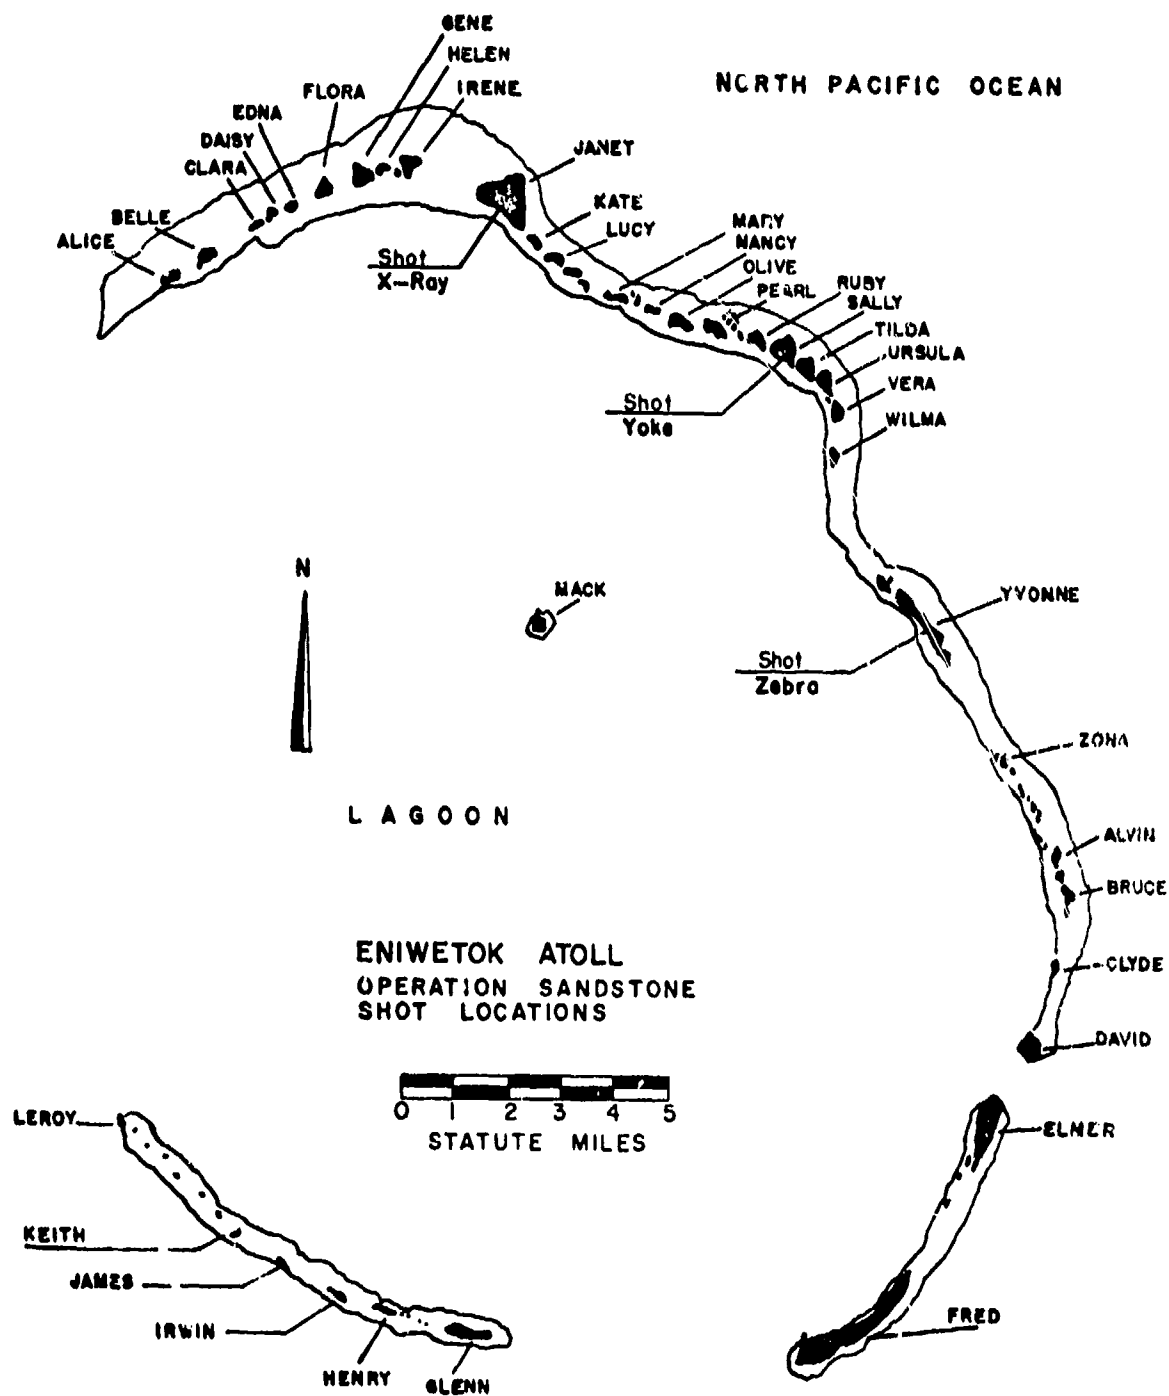 GENE
HELEN
IRENE
NORTH PACIFIC OCEAN
FLORA
EDNA
DAISY
CLARA
JANET
BELLE
ALICE
KATE
LUCY
MARY
NANCY
OLIVE
PEARL
RUBY
SALLY
TILDA
URSULA
VERA
WILMA
Shot
X-Ray
Shot
Yoke
N
MACK
YVONNE
Shot
Zebra
ZONA
LAGOON
ALVIN
BRUCE
CLYDE
DAVID
ENIWETOK ATOLL
OPERATION SANDSTONE
SHOT LOCATIONS
0 1 2 3 4 5
STATUTE MILES
LEROY
ELMER
KEITH
JAMES
IRWIN
HENRY
GLENN
FRED